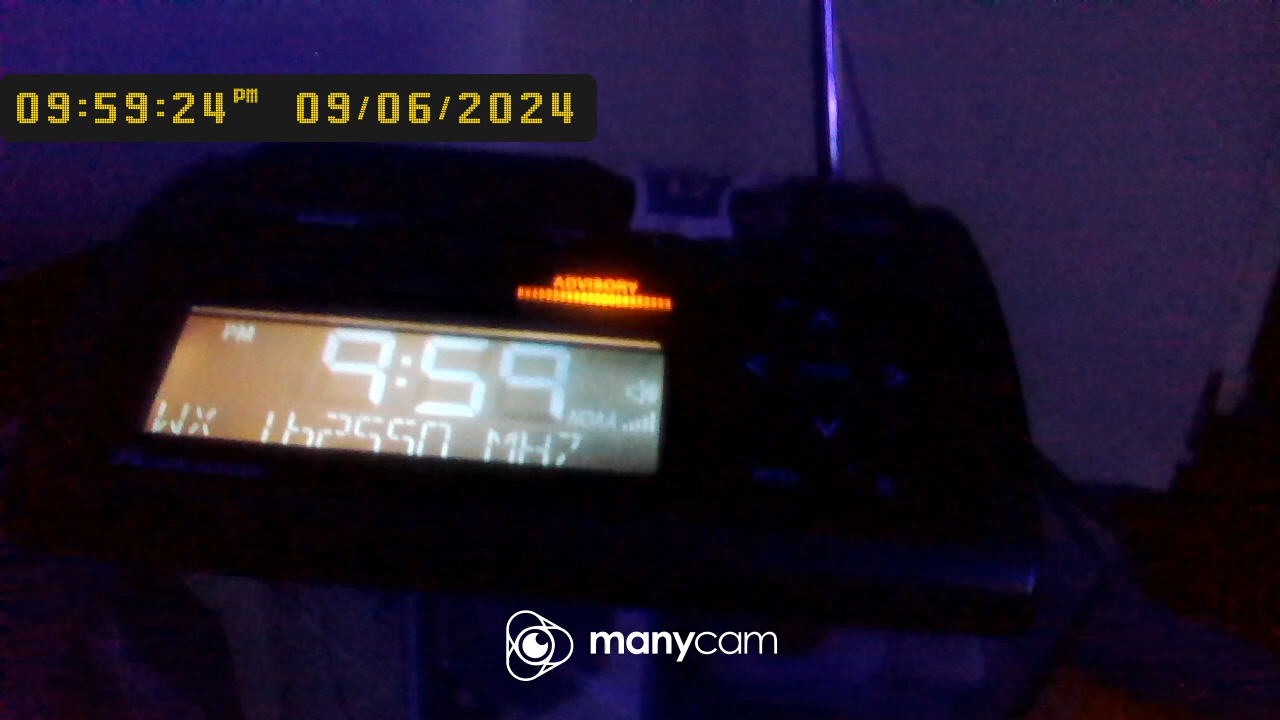 09:59:24 pm 09/06/2024
ADVISORY
PM
9:59
NOAA
WX 162550 MHZ
manycam